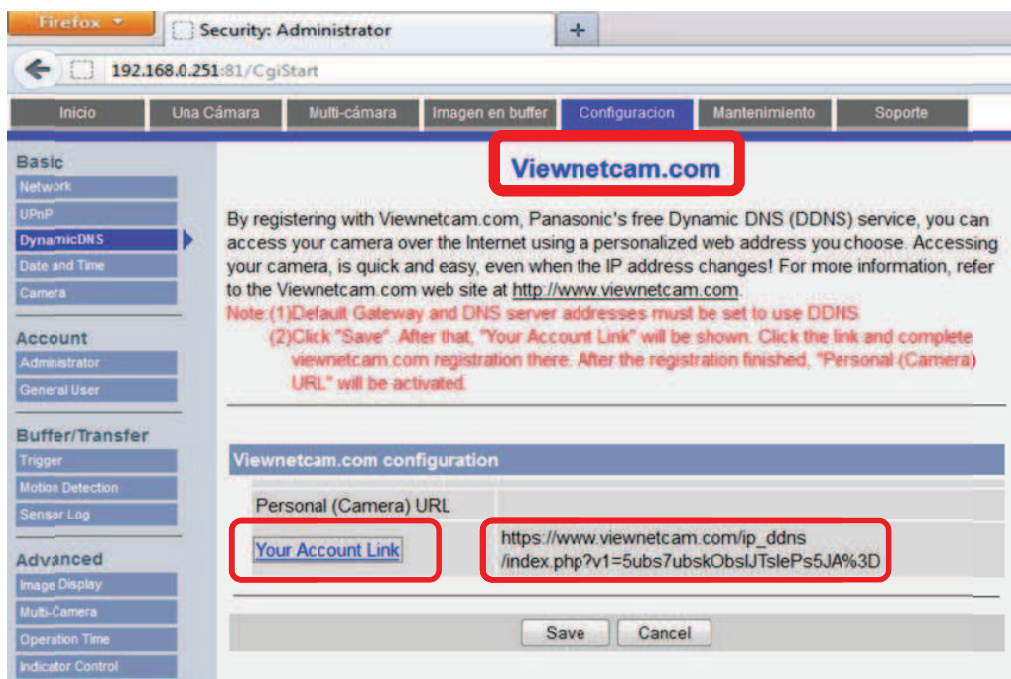 Firefox
Security: Administrator
+
192.168.0.251:81/CgiStart
Inicio
Una Cámara
Multi-cámara
Imagen en buffer
Configuracion
Mantenimiento
Soporte
Basic
Network
UPnP
DynamicDNS
Date and Time
Camera
Account
Administrator
General User
Buffer/Transfer
Trigger
Motion Detection
Sensor Log
Advanced
Image Display
Multi-Camera
Operation Time
Indicator Control
Viewnetcam.com
By registering with Viewnetcam.com, Panasonic's free Dynamic DNS (DDNS) service, you can
access your camera over the Internet using a personalized web address you choose. Accessing
your camera, is quick and easy, even when the IP address changes! For more information, refer
to the Viewnetcam.com web site at http://www.viewnetcam.com.
Note:(1)Default Gateway and DNS server addresses must be set to use DDNS
(2)Click "Save". After that, "Your Account Link" will be shown. Click the link and complete
viewnetcam.com registration there. After the registration finished, "Personal (Camera)
URL" will be activated.
Viewnetcam.com configuration
Personal (Camera) URL
Your Account Link
https://www.viewnetcam.com/ip_ddns
/index.php?v1=5ubs7ubskObsIJTslePs5JA%3D
Save
Cancel